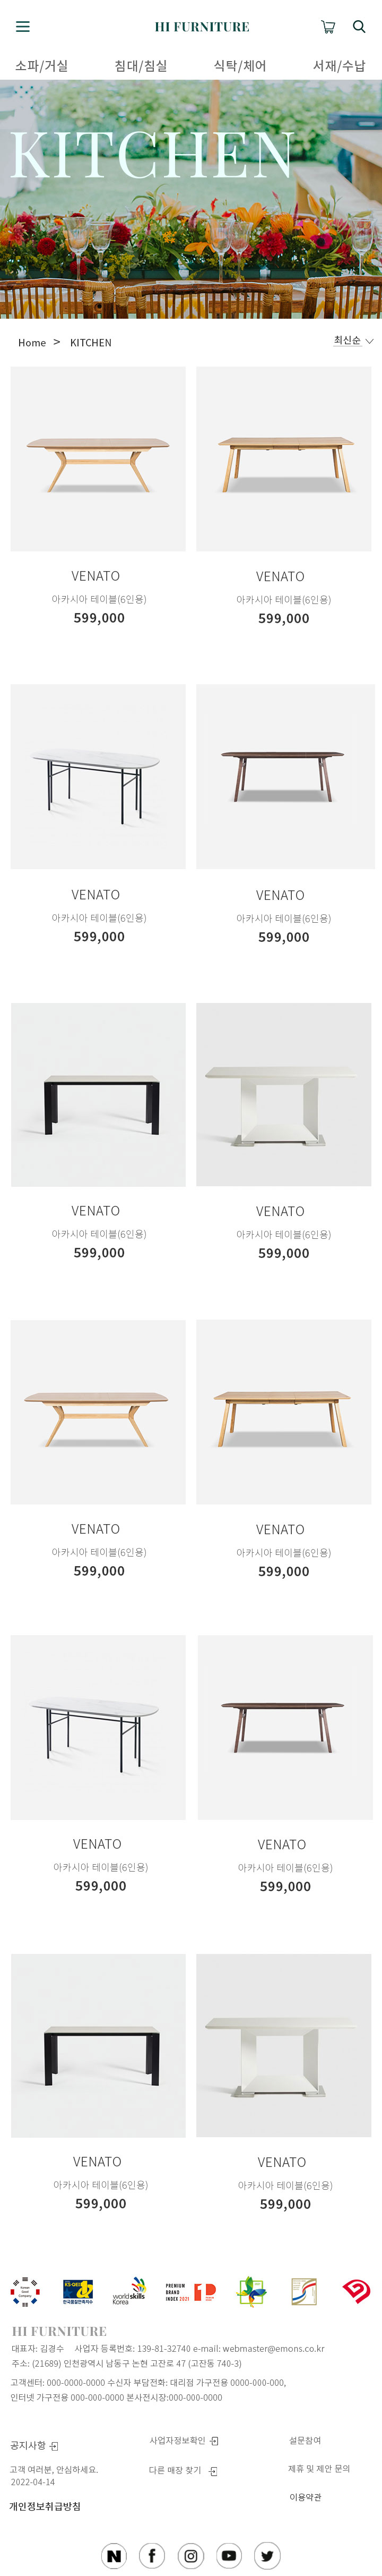 HI FURNITURE
소파/거실 침대/침실 식탁/체어 서재/수납
KITCHEN
Home > KITCHEN 최신순
VENATO VENATO
아카시아 테이블(6인용) 아카시아 테이블(6인용)
599,000 599,000
VENATO VENATO
아카시아 테이블(6인용) 아카시아 테이블(6인용)
599,000 599,000
VENATO VENATO
아카시아 테이블(6인용) 아카시아 테이블(6인용)
599,000 599,000
VENATO VENATO
아카시아 테이블(6인용) 아카시아 테이블(6인용)
599,000 599,000
VENATO VENATO
아카시아 테이블(6인용) 아카시아 테이블(6인용)
599,000 599,000
VENATO VENATO
아카시아 테이블(6인용) 아카시아 테이블(6인용)
599,000 599,000
KS-QEI
한국품질만족지수
worldskills
Korea
PREMIUM
BRAND
INDEX 2021
HI FURNITURE
대표자: 김경수 사업자 등록번호: 139-81-32740 e-mail: webmaster@emons.co.kr
주소: (21689) 인천광역시 남동구 논현 고잔로 47 (고잔동 740-3)
고객센터: 000-0000-0000 수신자 부담전화: 대리점 가구전용 0000-000-000,
인터넷 가구전용 000-000-0000 본사전시장:000-000-0000
공지사항 사업자정보확인 설문참여
고객 여러분, 안심하세요. 다른 매장 찾기 제휴 및 제안 문의
2022-04-14
개인정보취급방침 이용약관